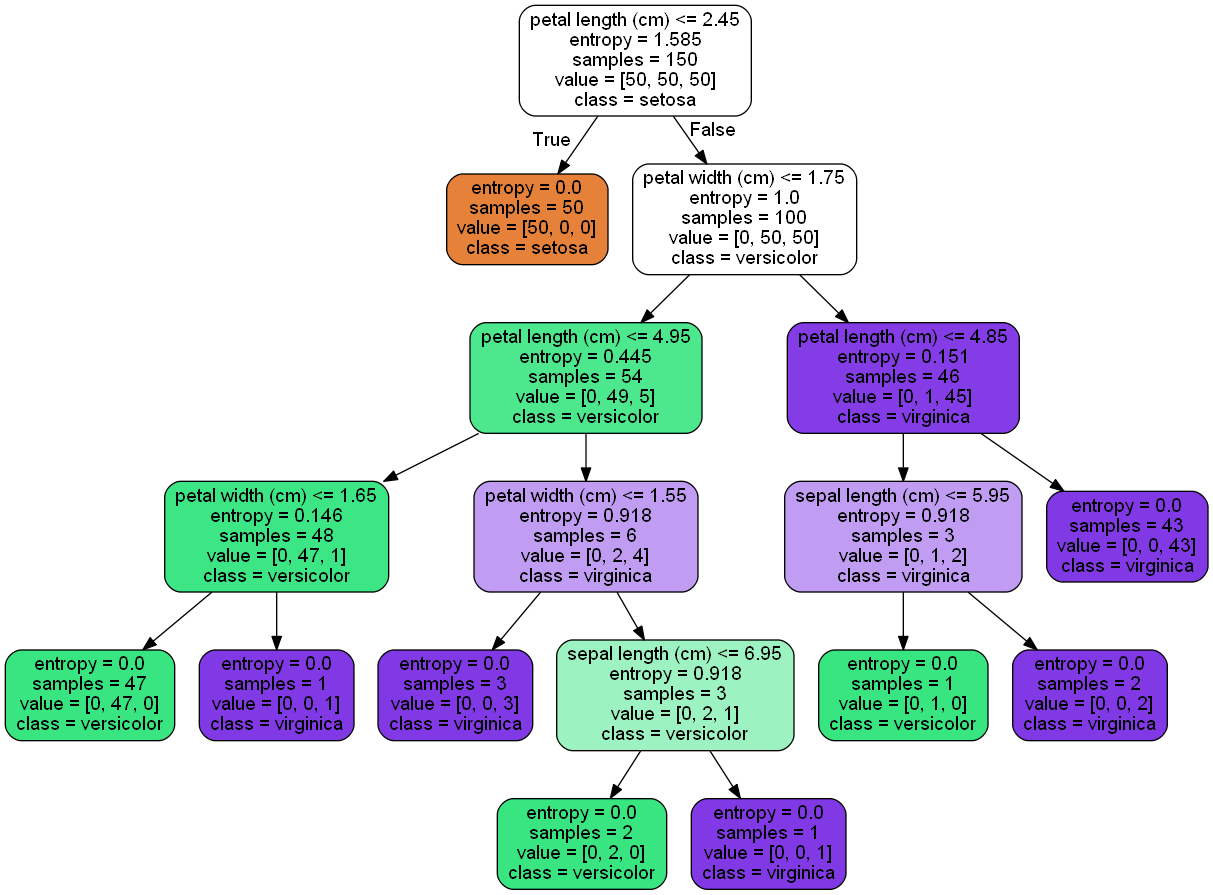 petal length (cm) <= 2.45
entropy = 1.585
samples = 150
value = [50, 50, 50]
class = setosa
True
False
entropy = 0.0
samples = 50
value = [50, 0, 0]
class = setosa
petal width (cm) <= 1.75
entropy = 1.0
samples = 100
value = [0, 50, 50]
class = versicolor
petal length (cm) <= 4.95
entropy = 0.445
samples = 54
value = [0, 49, 5]
class = versicolor
petal length (cm) <= 4.85
entropy = 0.151
samples = 46
value = [0, 1, 45]
class = virginica
petal width (cm) <= 1.65
entropy = 0.146
samples = 48
value = [0, 47, 1]
class = versicolor
petal width (cm) <= 1.55
entropy = 0.918
samples = 6
value = [0, 2, 4]
class = virginica
sepal length (cm) <= 5.95
entropy = 0.918
samples = 3
value = [0, 1, 2]
class = virginica
entropy = 0.0
samples = 43
value = [0, 0, 43]
class = virginica
entropy = 0.0
samples = 47
value = [0, 47, 0]
class = versicolor
entropy = 0.0
samples = 1
value = [0, 0, 1]
class = virginica
entropy = 0.0
samples = 3
value = [0, 0, 3]
class = virginica
sepal length (cm) <= 6.95
entropy = 0.918
samples = 3
value = [0, 2, 1]
class = versicolor
entropy = 0.0
samples = 1
value = [0, 1, 0]
class = versicolor
entropy = 0.0
samples = 2
value = [0, 0, 2]
class = virginica
entropy = 0.0
samples = 2
value = [0, 2, 0]
class = versicolor
entropy = 0.0
samples = 1
value = [0, 0, 1]
class = virginica